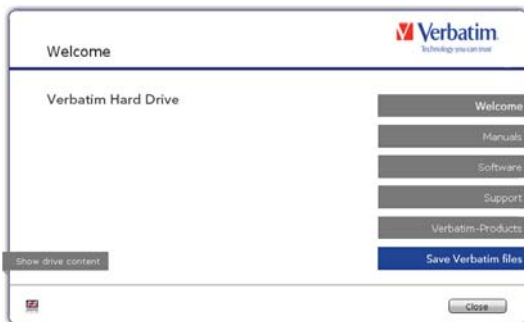 Welcome
Verbatim
Technology you can trust
Verbatim Hard Drive
Welcome
Manuals
Software
Support
Verbatim-Products
Save Verbatim files
Show drive content
Close